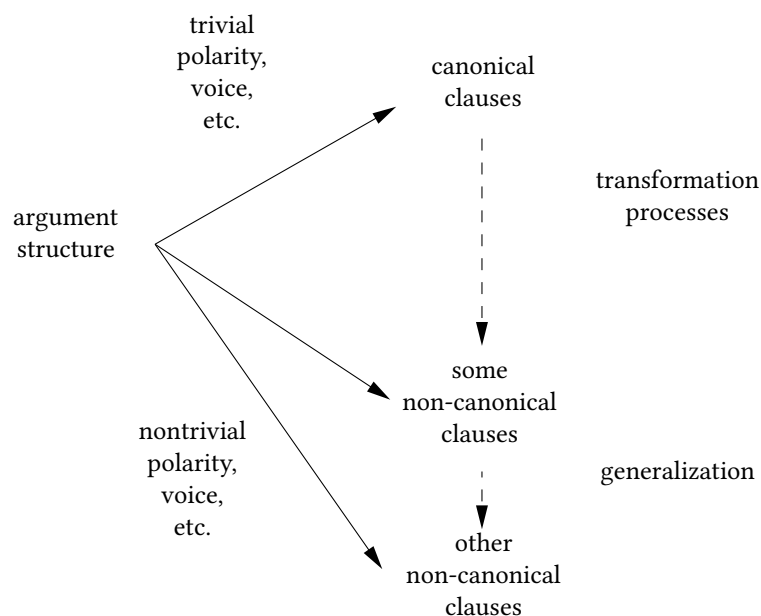 trivial
polarity,
voice,
etc.
canonical
clauses
transformation
processes
argument
structure
some
non-canonical
clauses
nontrivial
polarity,
voice,
etc.
generalization
other
non-canonical
clauses